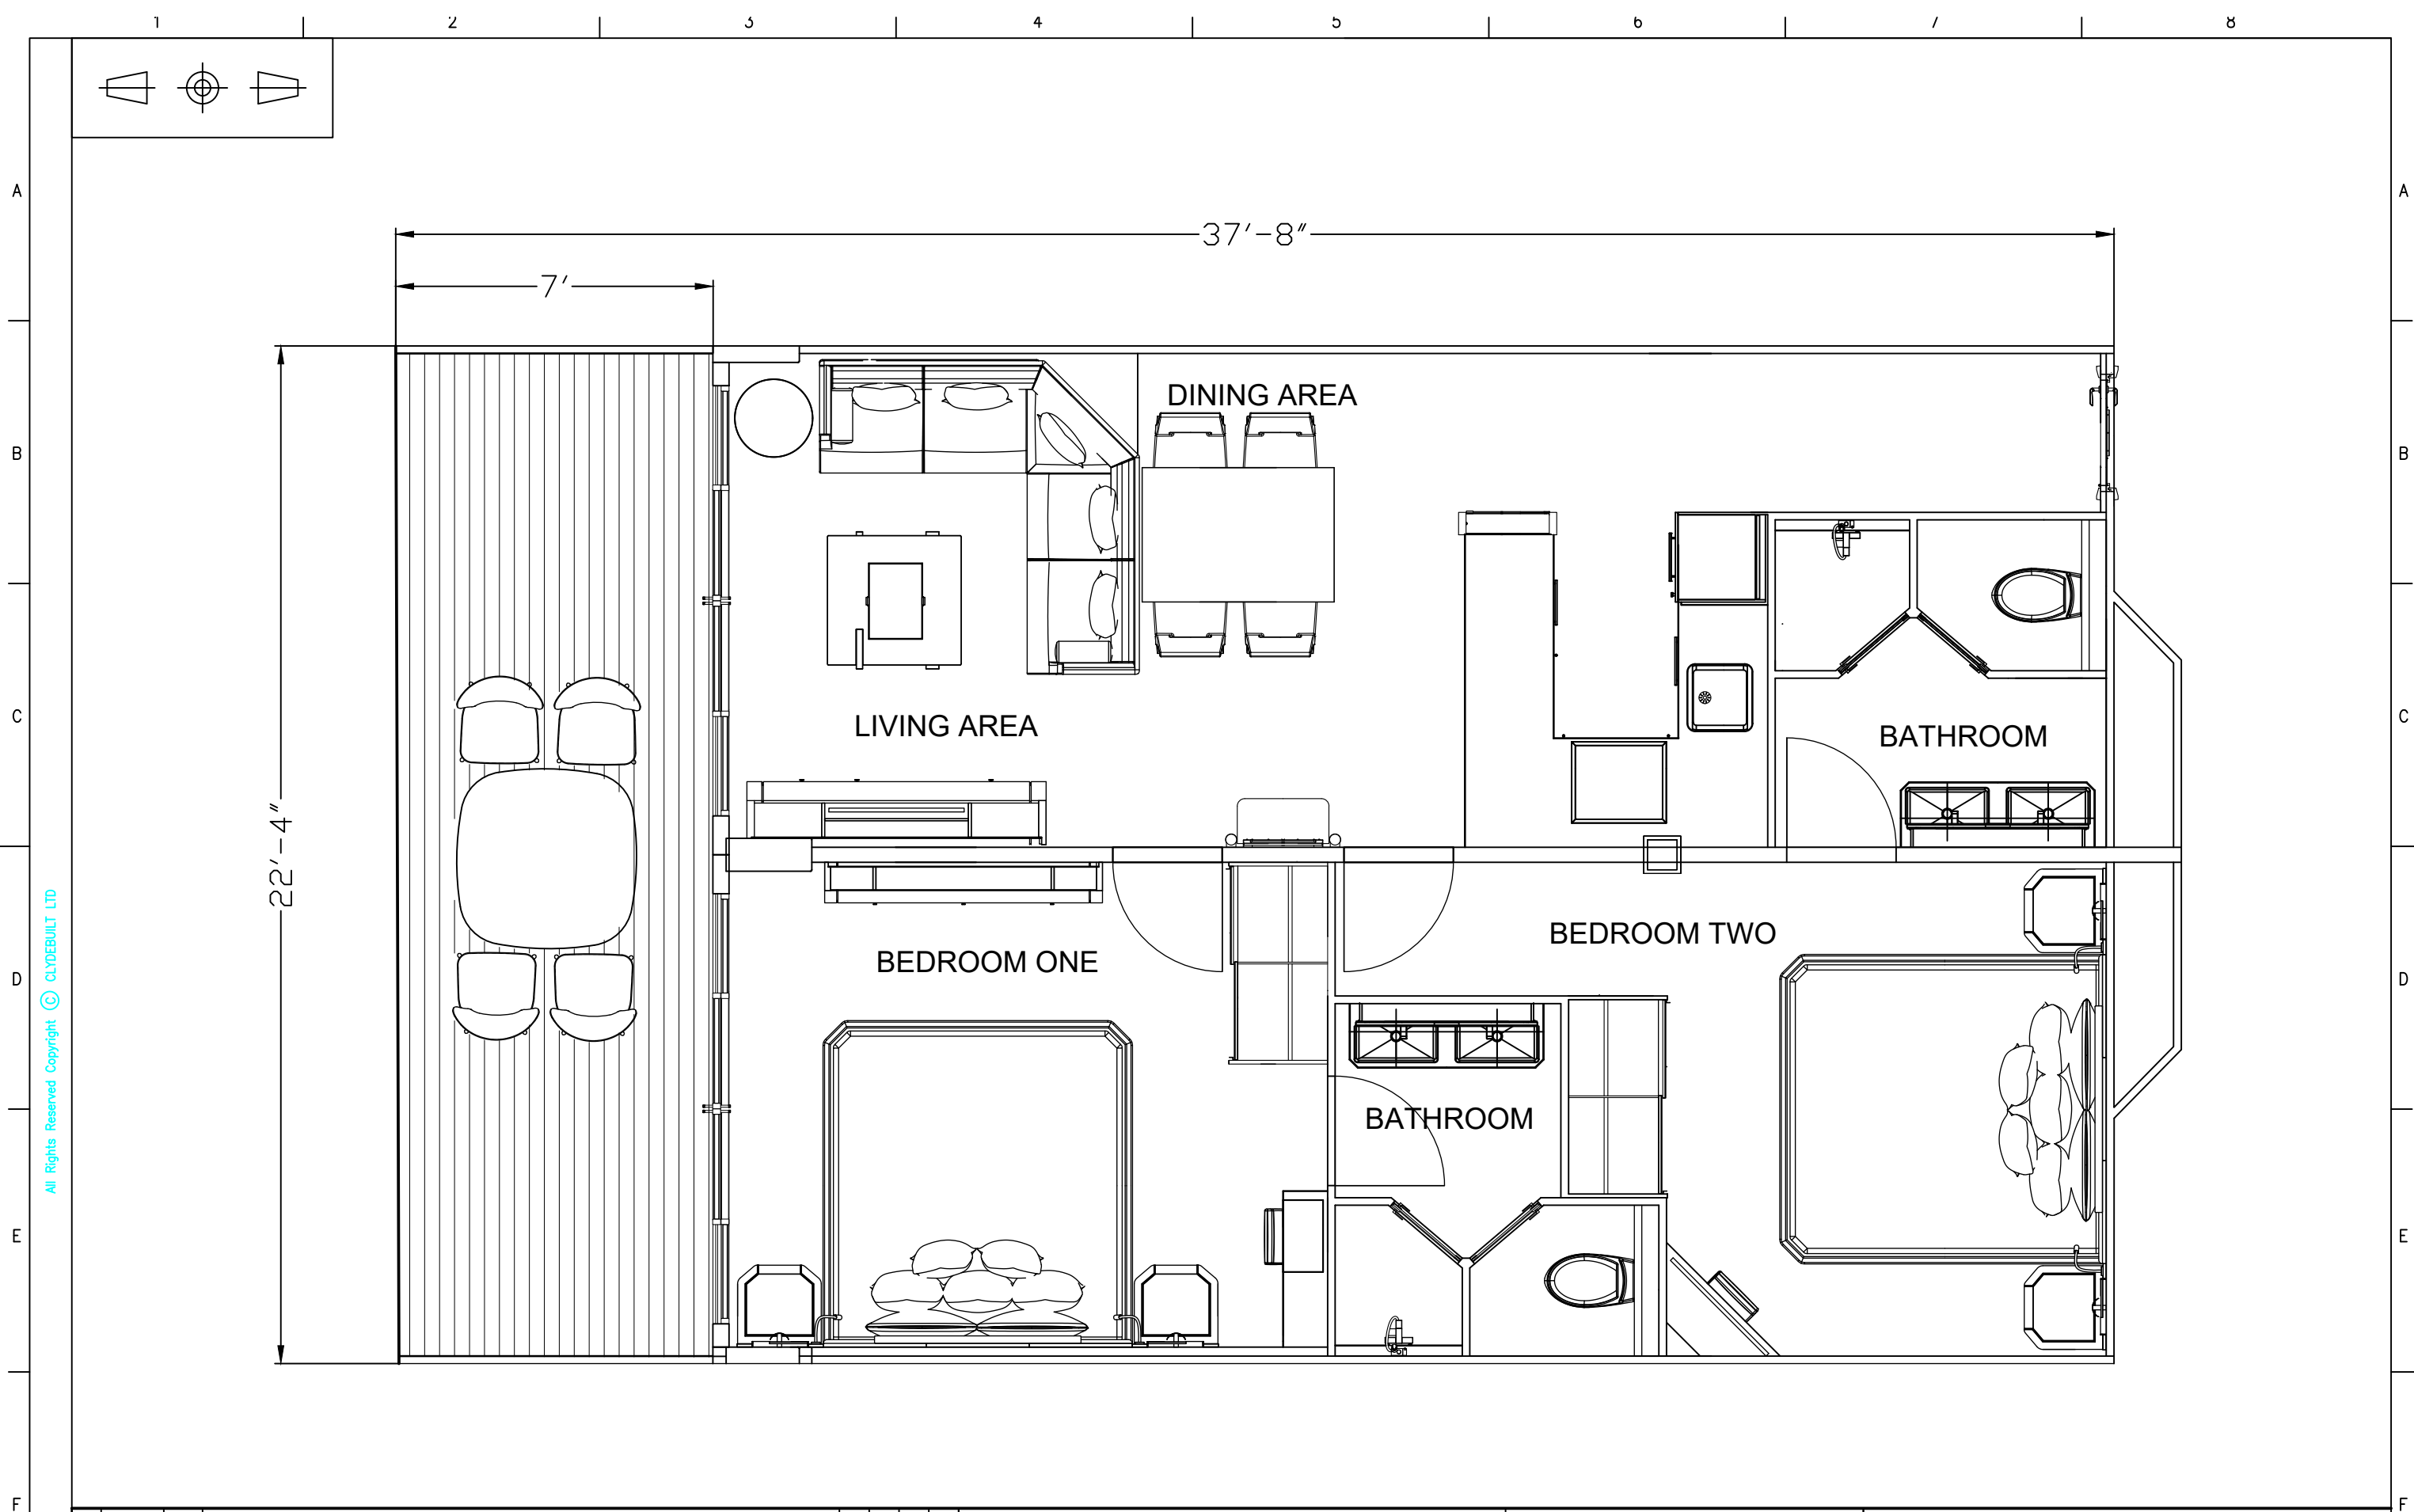 1 2 3 4 5 6 7 8
A A
37'-8"
7'
DINING AREA
B B
LIVING AREA
C C
BATHROOM
22'-4"
BEDROOM TWO
BEDROOM ONE
D D
All Rights Reserved Copyright © CLYDEBUILT LTD
BATHROOM
E E
F F